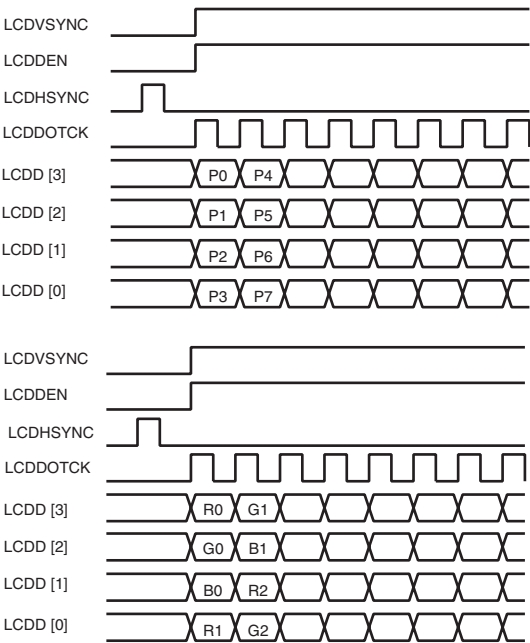 LCDVSYNC
LCDDEN
LCDHSYNC
LCDDOTCK
LCDD [3] P0 P4
LCDD [2] P1 P5
LCDD [1] P2 P6
LCDD [0] P3 P7
LCDVSYNC
LCDDEN
LCDHSYNC
LCDDOTCK
LCDD [3] R0 G1
LCDD [2] G0 B1
LCDD [1] B0 R2
LCDD [0] R1 G2